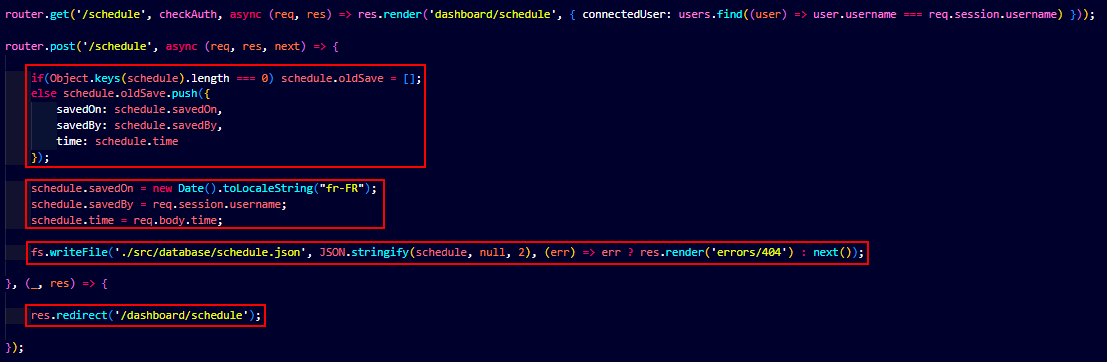 router.get('/schedule', checkAuth, async (req, res) => res.render('dashboard/schedule', { connectedUser: users.find((user) => user.username === req.session.username) }));
router.post('/schedule', async (req, res, next) => {
if(Object.keys(schedule).length === 0) schedule.oldSave = [];
else schedule.oldSave.push({
savedOn: schedule.savedOn,
savedBy: schedule.savedBy,
time: schedule.time
});
schedule.savedOn = new Date().toLocaleString("fr-FR");
schedule.savedBy = req.session.username;
schedule.time = req.body.time;
fs.writeFile('./src/database/schedule.json', JSON.stringify(schedule, null, 2), (err) => err ? res.render('errors/404') : next());
}, (_, res) => {
res.redirect('/dashboard/schedule');
});